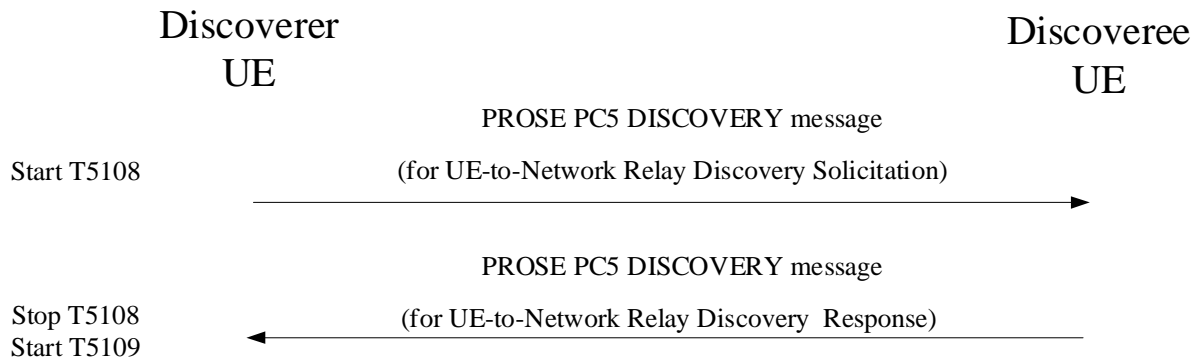 Discoverer
UE
Discoveree
UE
PROSE PC5 DISCOVERY message
Start T5108
(for UE-to-Network Relay Discovery Solicitation)
PROSE PC5 DISCOVERY message
Stop T5108
(for UE-to-Network Relay Discovery Response)
Start T5109